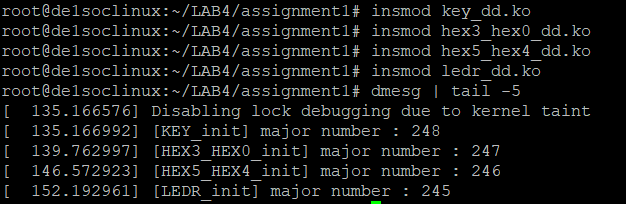 root@de1soclinux:~/LAB4/assignment1# insmod key_dd.ko
root@de1soclinux:~/LAB4/assignment1# insmod hex3_hex0_dd.ko
root@de1soclinux:~/LAB4/assignment1# insmod hex5_hex4_dd.ko
root@de1soclinux:~/LAB4/assignment1# insmod ledr_dd.ko
root@de1soclinux:~/LAB4/assignment1# dmesg | tail -5
[  135.166576] Disabling lock debugging due to kernel taint
[  135.166992] [KEY_init] major number : 248
[  139.762997] [HEX3_HEX0_init] major number : 247
[  146.572923] [HEX5_HEX4_init] major number : 246
[  152.192961] [LEDR_init] major number : 245